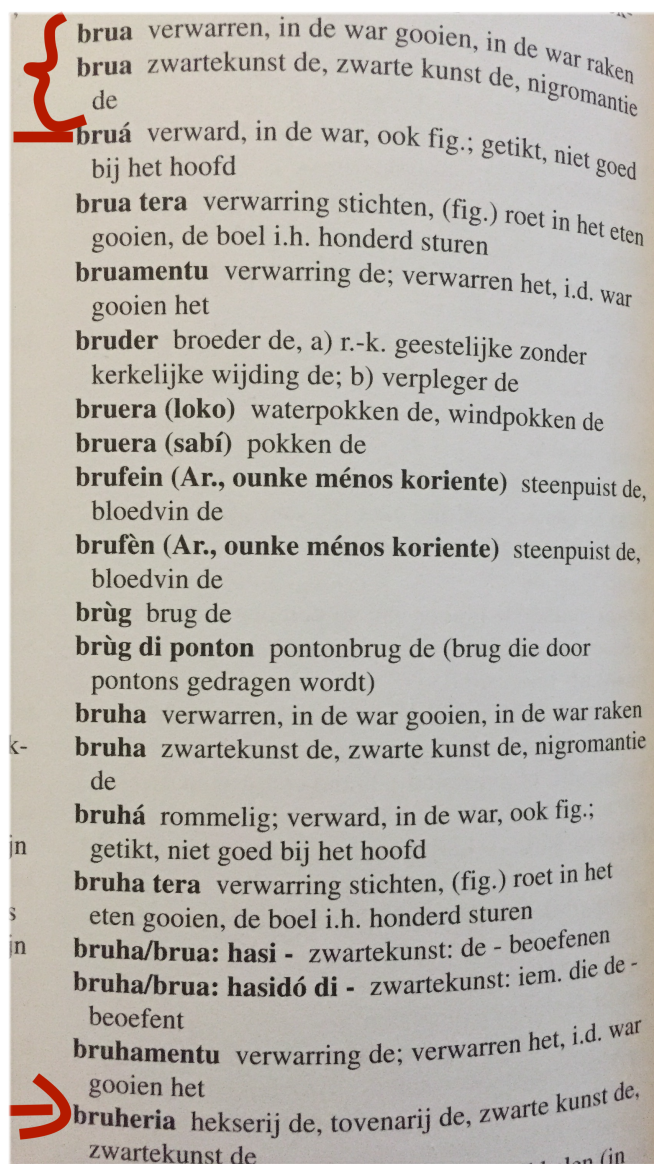 brua verwarren, in de war gooien, in de war raken
brua zwartekunst de, zwarte kunst de, nigromantie
de
bruá verward, in de war, ook fig.; getikt, niet goed
bij het hoofd
brua tera verwarring stichten, (fig.) roet in het eten
gooien, de boel i.h. honderd sturen
bruamentu verwarring de; verwarren het, i.d. war
gooien het
bruder broeder de, a) r.-k. geestelijke zonder
kerkelijke wijding de; b) verpleger de
bruera (loko) waterpokken de, windpokken de
bruera (sabí) pokken de
brufein (Ar., ounke ménos koriente) steenpuist de,
bloedvin de
brufèn (Ar., ounke ménos koriente) steenpuist de,
bloedvin de
brùg brug de
brùg di ponton pontonbrug de (brug die door
pontons gedragen wordt)
bruha verwarren, in de war gooien, in de war raken
k- bruha zwartekunst de, zwarte kunst de, nigromantie
de
bruhá rommelig; verward, in de war, ook fig.;
jn getikt, niet goed bij het hoofd
bruha tera verwarring stichten, (fig.) roet in het
s eten gooien, de boel i.h. honderd sturen
jn bruha/brua: hasi - zwartekunst: de - beoefenen
bruha/brua: hasidó di - zwartekunst: iem. die de -
beoefent
bruhamentu verwarring de; verwarren het, i.d. war
gooien het
bruheria hekserij de, tovenarij de, zwarte kunst de,
zwartekunst de
(in